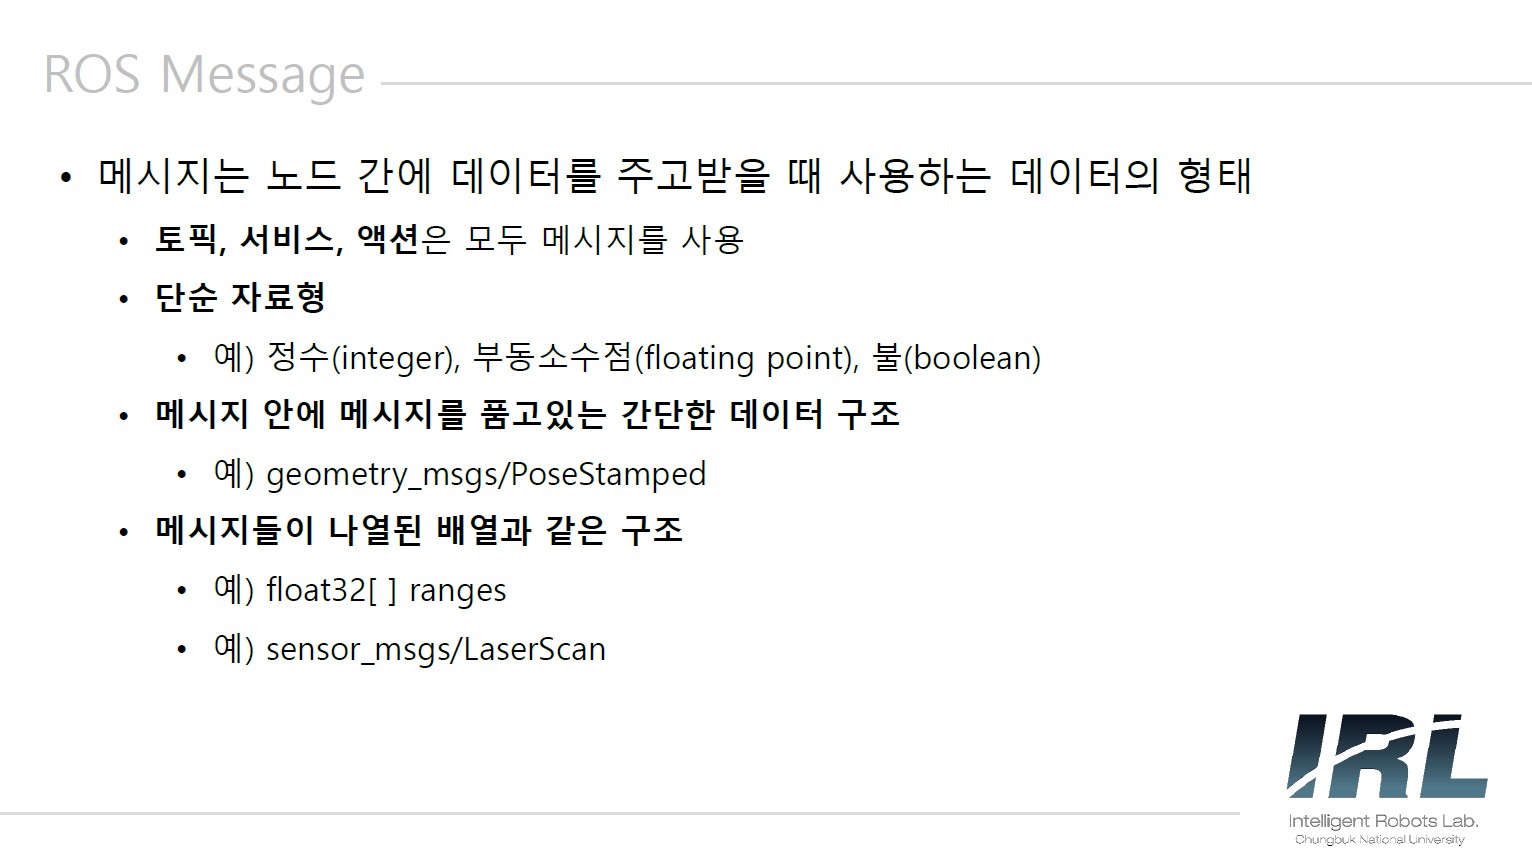 ROS Message
• 메시지는 노드 간에 데이터를 주고받을 때 사용하는 데이터의 형태
• 토픽, 서비스, 액션은 모두 메시지를 사용
• 단순 자료형
• 예) 정수(integer), 부동소수점(floating point), 불(boolean)
• 메시지 안에 메시지를 품고있는 간단한 데이터 구조
• 예) geometry_msgs/PoseStamped
• 메시지들이 나열된 배열과 같은 구조
• 예) float32[ ] ranges
• 예) sensor_msgs/LaserScan
IRL
Intelligent Robots Lab.
Chungbuk National University